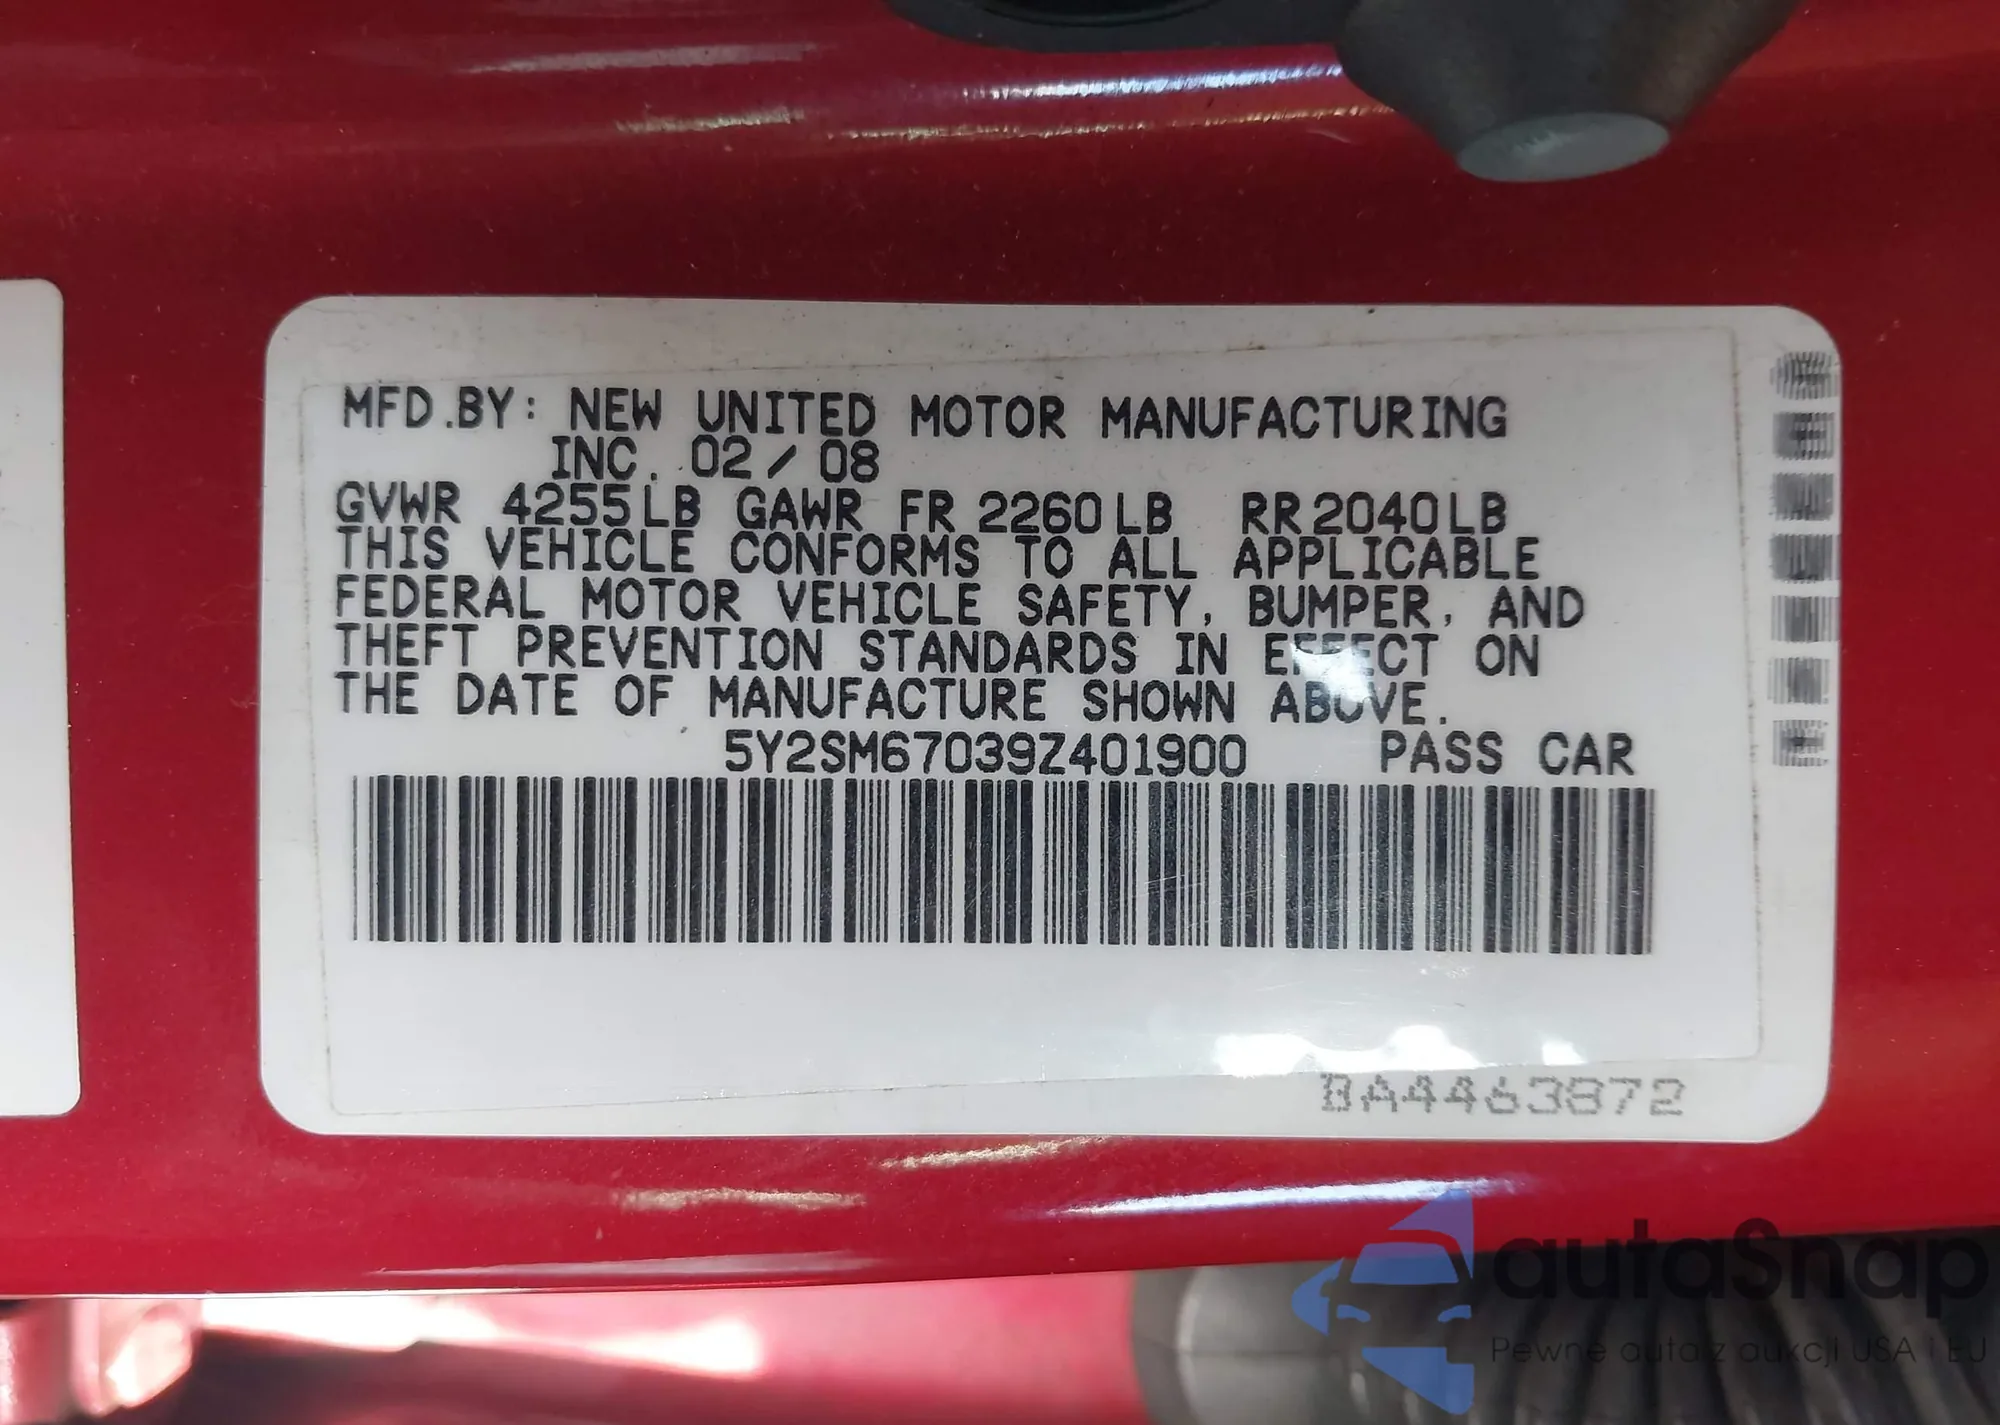 MFD.BY: NEW UNITED MOTOR MANUFACTURING
INC. 02/08
GVWR 4255LB GAWR FR 2260LB RR 2040LB
THIS VEHICLE CONFORMS TO ALL APPLICABLE
FEDERAL MOTOR VEHICLE SAFETY, BUMPER, AND
THEFT PREVENTION STANDARDS IN EFFECT ON
THE DATE OF MANUFACTURE SHOWN ABOVE.
5Y2SM67039Z401900 PASS CAR
BA4463872
autaSnap
Pewne auta z aukcji USA i EU